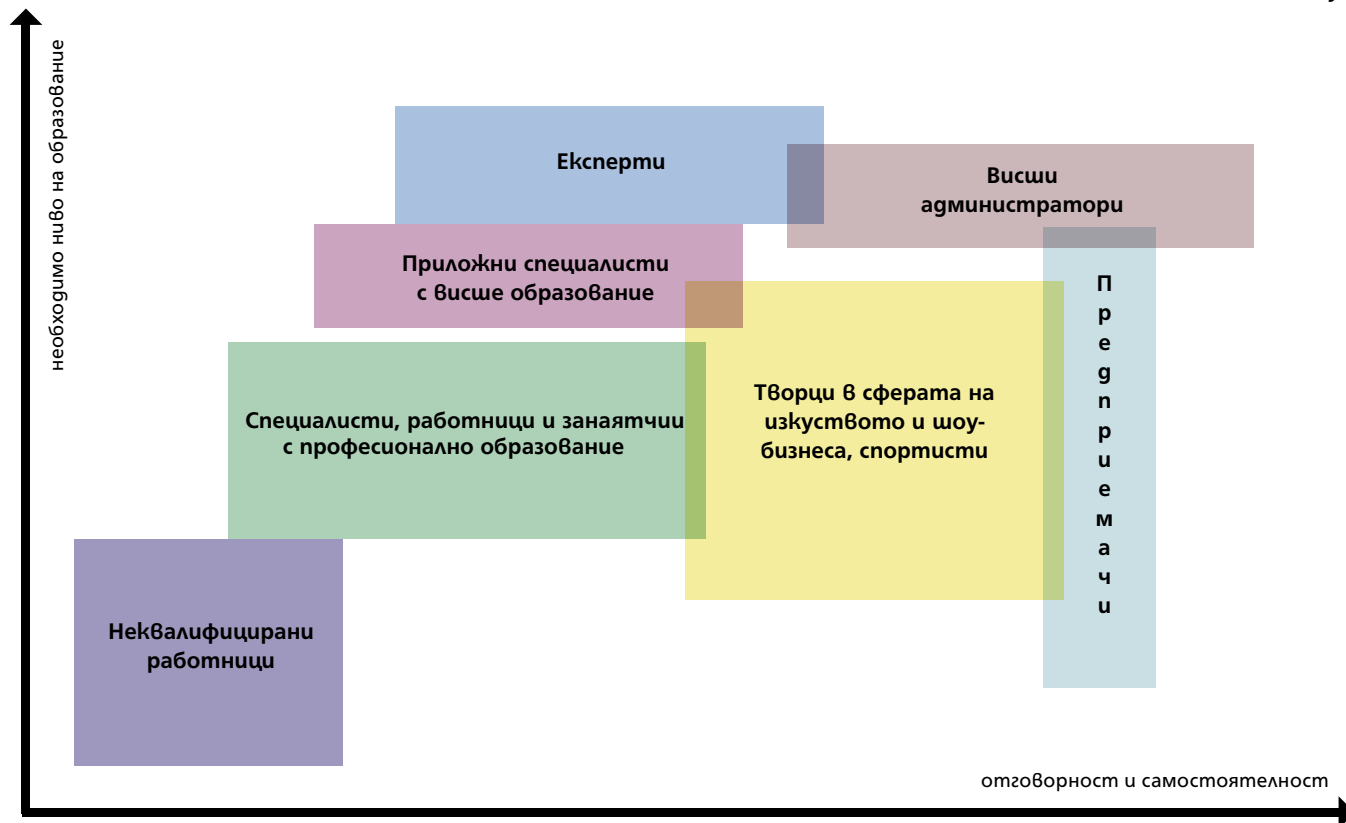 необходимо ниво на образование
Експерти
Висши
администратори
Приложни специалисти
с висше образование
Предприемачи
Творци в сферата на
изкуството и шоу-
бизнеса, спортисти
Специалисти, работници и занаятчии
с професионално образование
Неквалифицирани
работници
отговорност и самостоятелност